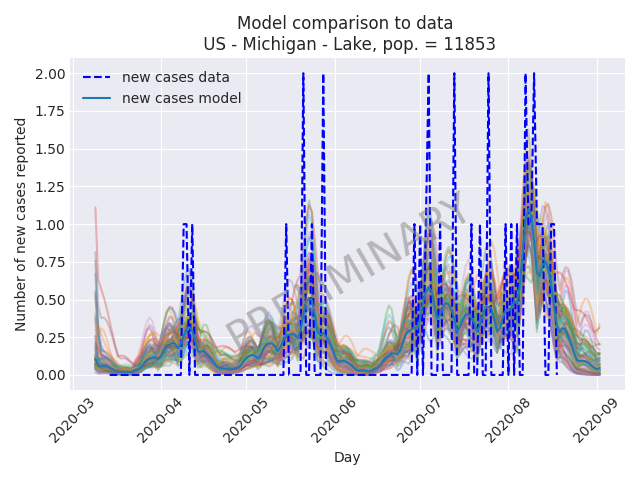 Model comparison to data
US - Michigan - Lake, pop. = 11853
new cases data
new cases model
Number of new cases reported
2.00
1.75
1.50
1.25
1.00
0.75
0.50
0.25
0.00
PRELIMINARY
2020-03
2020-04
2020-05
2020-06
2020-07
2020-08
2020-09
Day